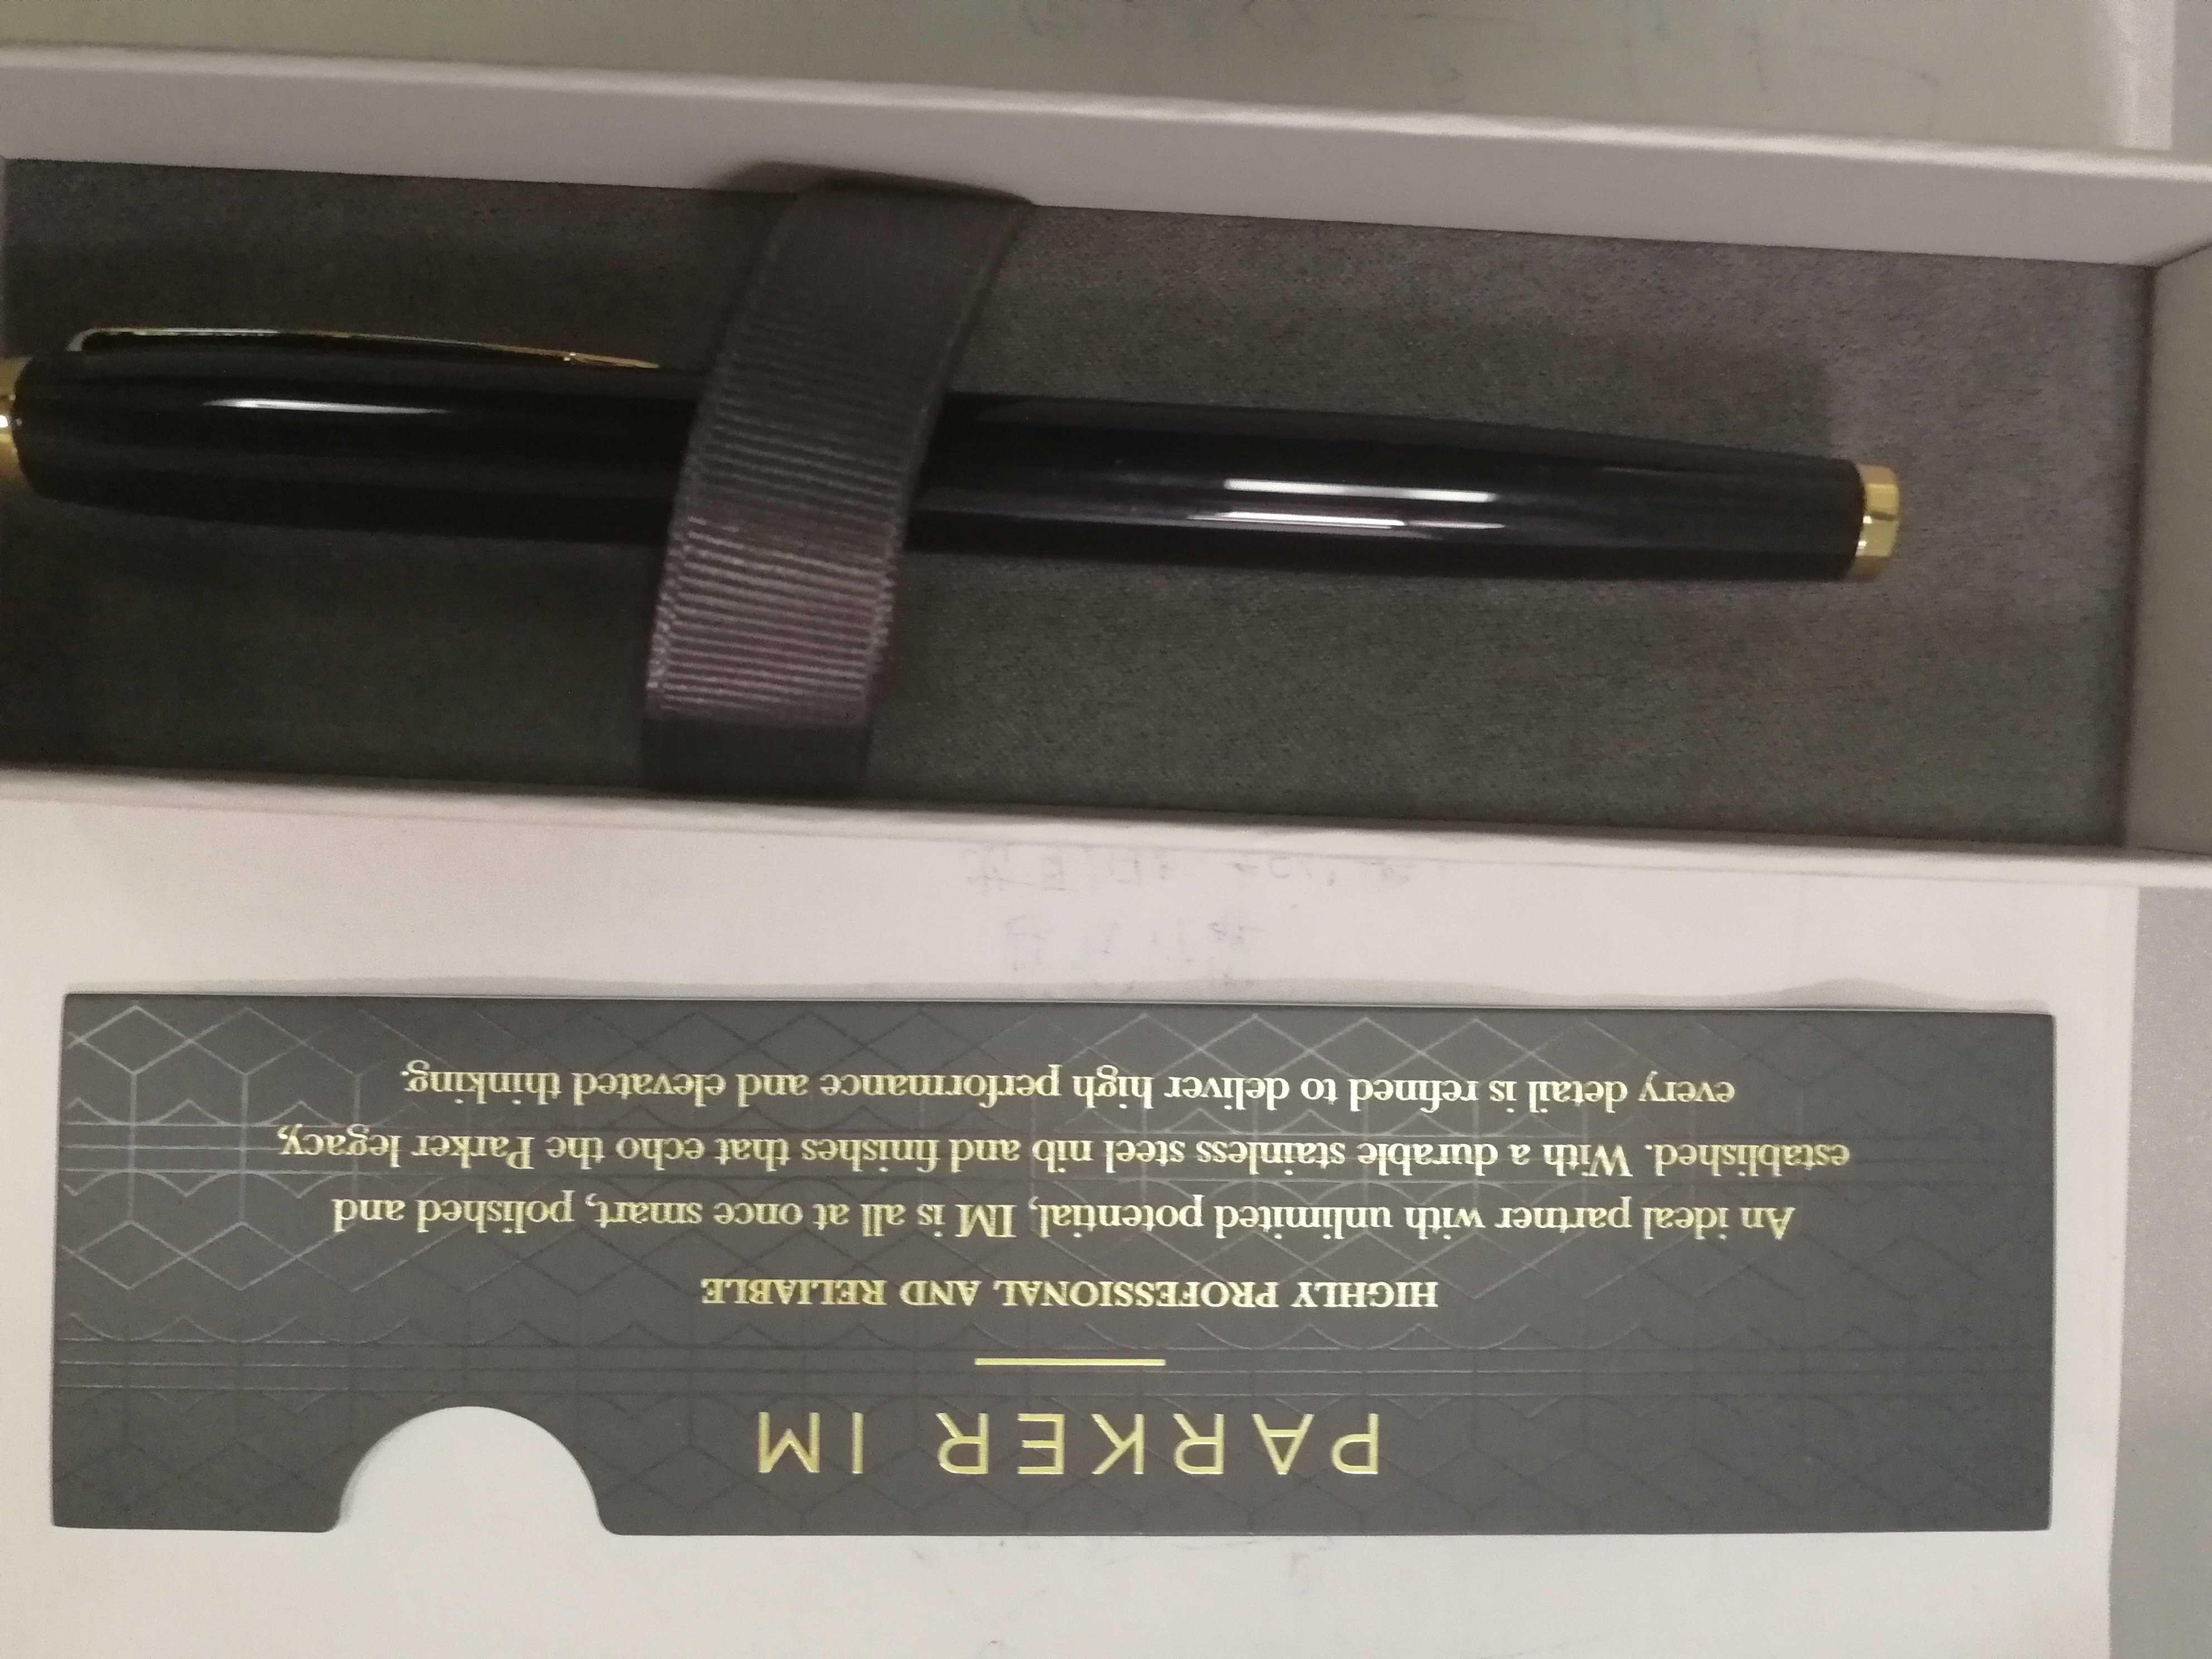 PARKER IM
HIGHLY PROFESSIONAL AND RELIABLE
An ideal partner with unlimited potential, IM is all at once smart, polished and
established. With a durable stainless steel nib and finishes that echo the Parker legacy,
every detail is refined to deliver high performance and elevated thinking.